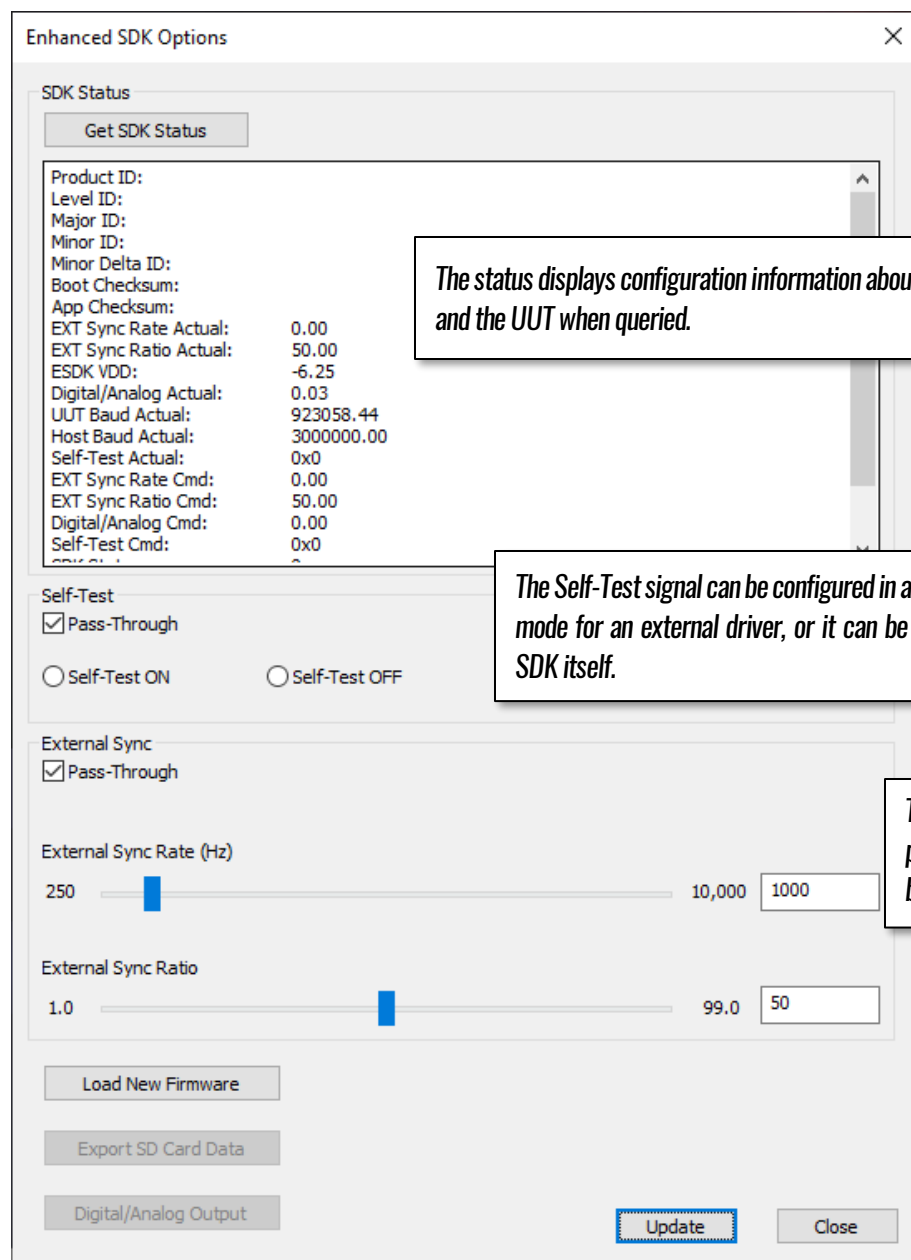 Enhanced SDK Options
SDK Status
Get SDK Status
Product ID:
Level ID:
Major ID:
Minor ID:
Minor Delta ID:
Boot Checksum:
App Checksum:
EXT Sync Rate Actual: 0.00
EXT Sync Ratio Actual: 50.00
ESDK VDD: -6.25
Digital/Analog Actual: 0.03
UUT Baud Actual: 923058.44
Host Baud Actual: 3000000.00
Self-Test Actual: 0x0
EXT Sync Rate Cmd: 0.00
EXT Sync Ratio Cmd: 50.00
Digital/Analog Cmd: 0.00
Self-Test Cmd: 0x0
The status displays configuration information
and the UUT when queried.
Self-Test
Pass-Through
Self-Test ON
Self-Test OFF
The Self-Test signal can be configured in a
mode for an external driver, or it can be
SDK itself.
External Sync
Pass-Through
External Sync Rate (Hz)
250 10,000 1000
External Sync Ratio
1.0 99.0 50
Load New Firmware
Export SD Card Data
Digital/Analog Output
Update
Close